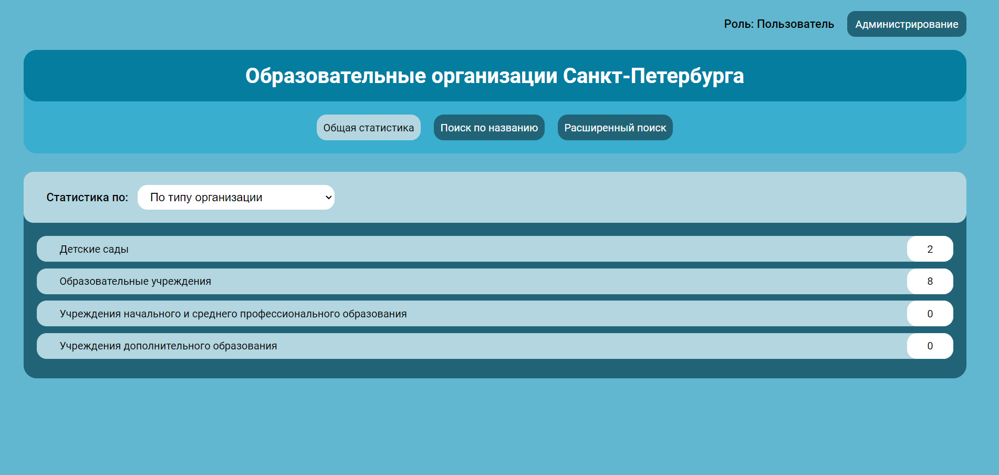 Роль: Пользователь Администрирование
Образовательные организации Санкт-Петербурга
Общая статистика Поиск по названию Расширенный поиск
Статистика по: По типу организации
Детские сады 2
Образовательные учреждения 8
Учреждения начального и среднего профессионального образования 0
Учреждения дополнительного образования 0